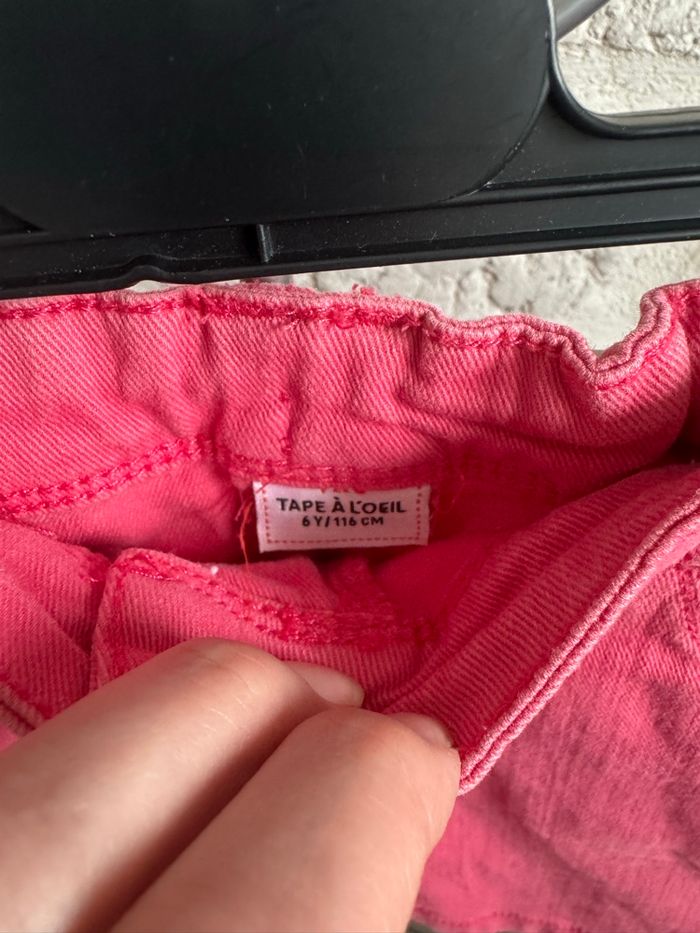 TAPE À L'OEIL
6Y/116 CM